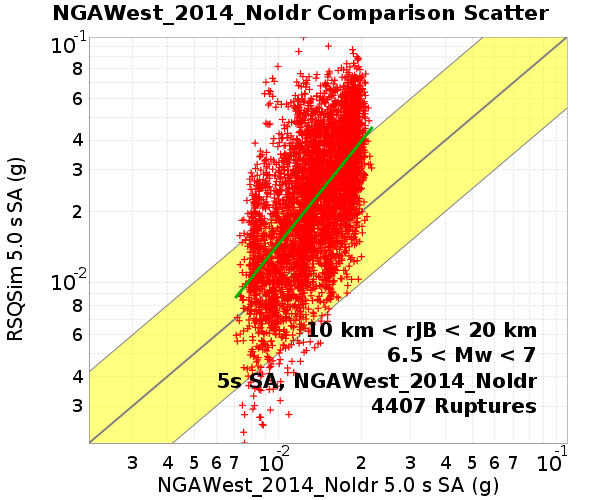 NGAWest_2014_NoIdr Comparison Scatter
10-1
8
6
4
3
2
10-2
8
6
4
3
RSQSim 5.0 s SA (g)
10 km < rJB < 20 km
6.5 < Mw < 7
5s SA, NGAWest_2014_NoIdr
4407 Ruptures
3 4 5 6 7 10-2 2 3 4 5 6 7 10-1
NGAWest_2014_NoIdr 5.0 s SA (g)